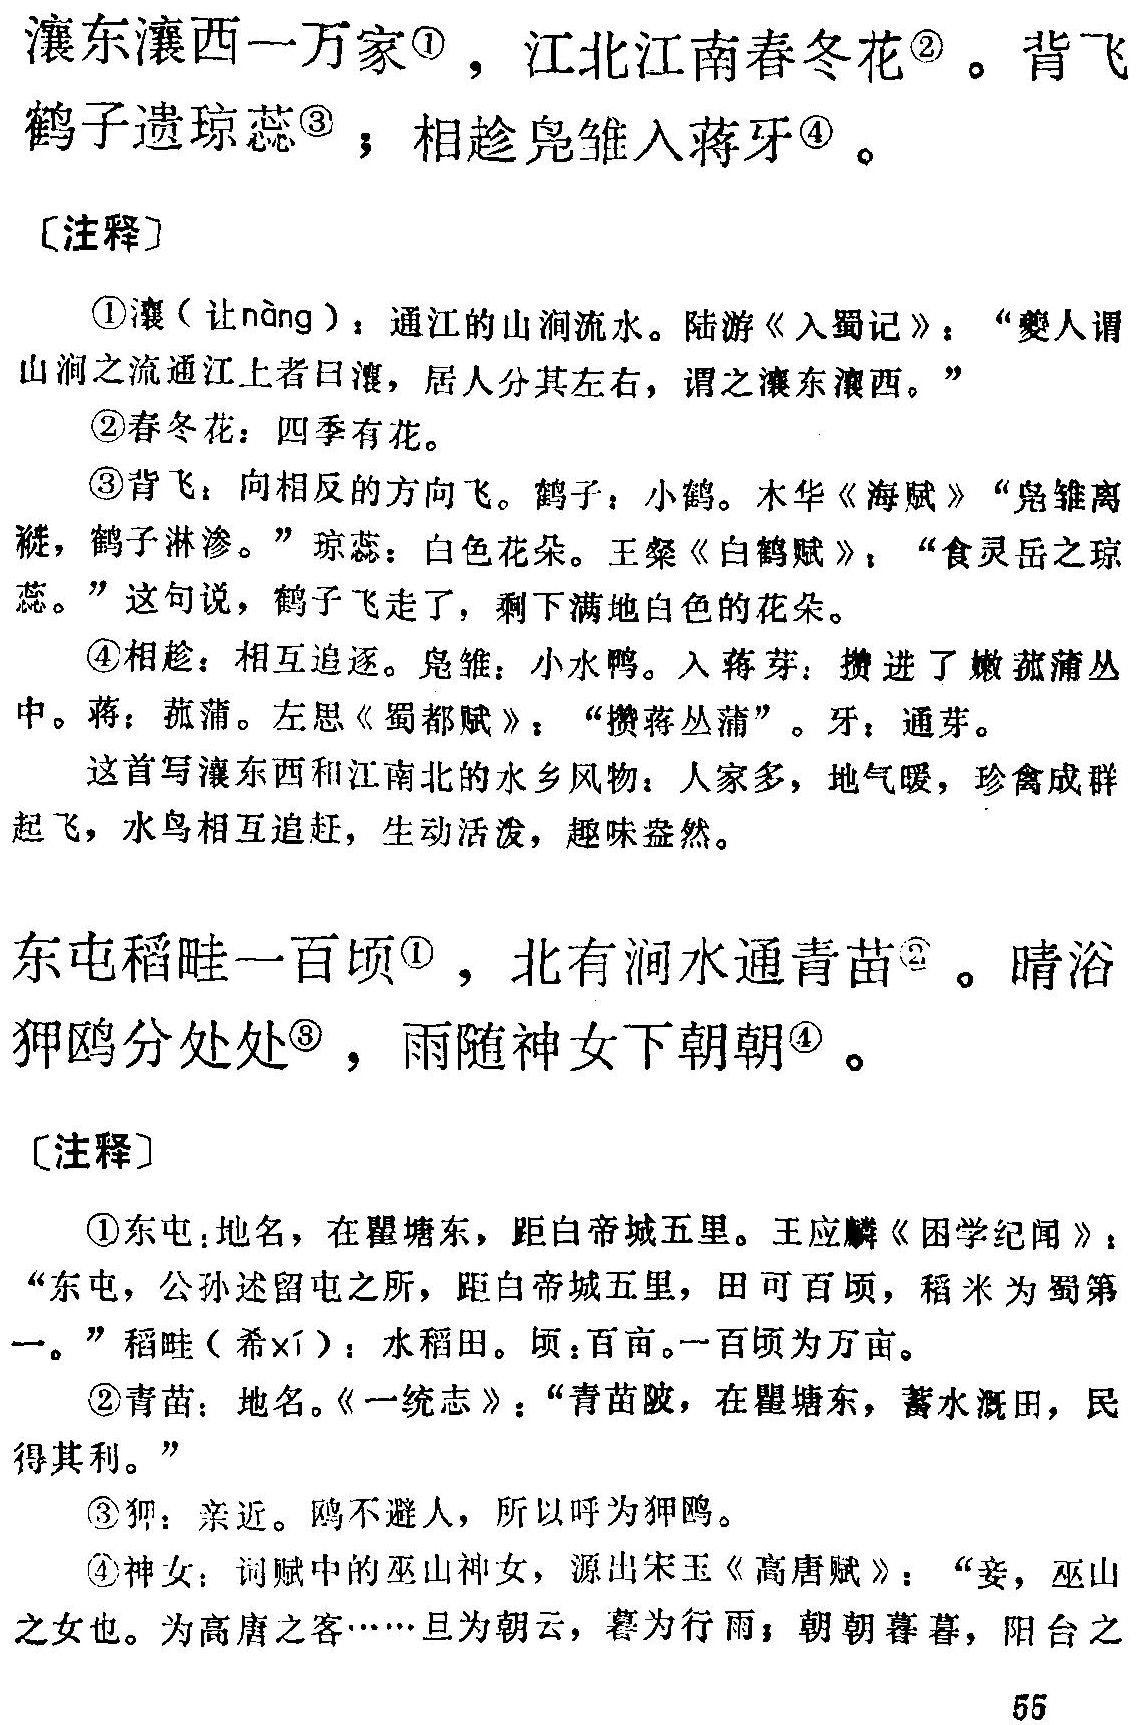 瀼东瀼西一万家①，江北江南春冬花②。背飞
鹤子遗琼蕊③；相趁凫雏入蒋牙④。
〔注释〕
①瀼（让nàng）：通江的山涧流水。陆游《入蜀记》：“夔人谓
山涧之流通江上者曰瀼，居人分其左右，谓之瀼东瀼西。”
②春冬花：四季有花。
③背飞：向相反的方向飞。鹤子：小鹤。木华《海赋》“凫雏离
褷，鹤子淋渗。”琼蕊：白色花朵。王粲《白鹤赋》：“食灵岳之琼
蕊。”这句说，鹤子飞走了，剩下满地白色的花朵。
④相趁：相互追逐。凫雏：小水鸭。入蒋芽：攒进了嫩菰蒲丛
中。蒋：菰蒲。左思《蜀都赋》：“攒蒋丛蒲”。牙：通芽。
这首写瀼东西和江南北的水乡风物：人家多，地气暖，珍禽成群
起飞，水鸟相互追赶，生动活泼，趣味盎然。
东屯稻畦一百顷①，北有涧水通青苗②。晴浴
狎鸥分处处③，雨随神女下朝朝④。
〔注释〕
①东屯：地名，在瞿塘东，距白帝城五里。王应麟《困学纪闻》：
“东屯，公孙述留屯之所，距白帝城五里，田可百顷，稻米为蜀第
一。”稻畦（希xī）：水稻田。顷：百亩。一百顷为万亩。
②青苗：地名。《一统志》：“青苗陂，在瞿塘东，蓄水溉田，民
得其利。”
③狎：亲近。鸥不避人，所以呼为狎鸥。
④神女：词赋中的巫山神女，源出宋玉《高唐赋》：“妾，巫山
之女也。为高唐之客……旦为朝云，暮为行雨；朝朝暮暮，阳台之
55